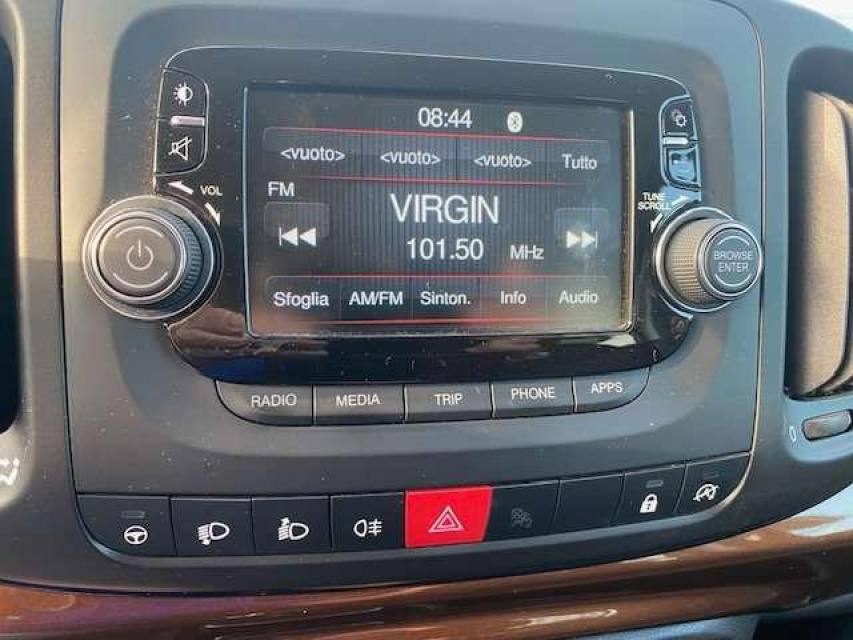 08:44
<vuoto> <vuoto> <vuoto> Tutto
VOL
FM
TUNE
SCROLL
VIRGIN
101.50 MHz
BROWSE
ENTER
Sfoglia AM/FM Sinton. Info Audio
RADIO MEDIA TRIP PHONE APPS
0